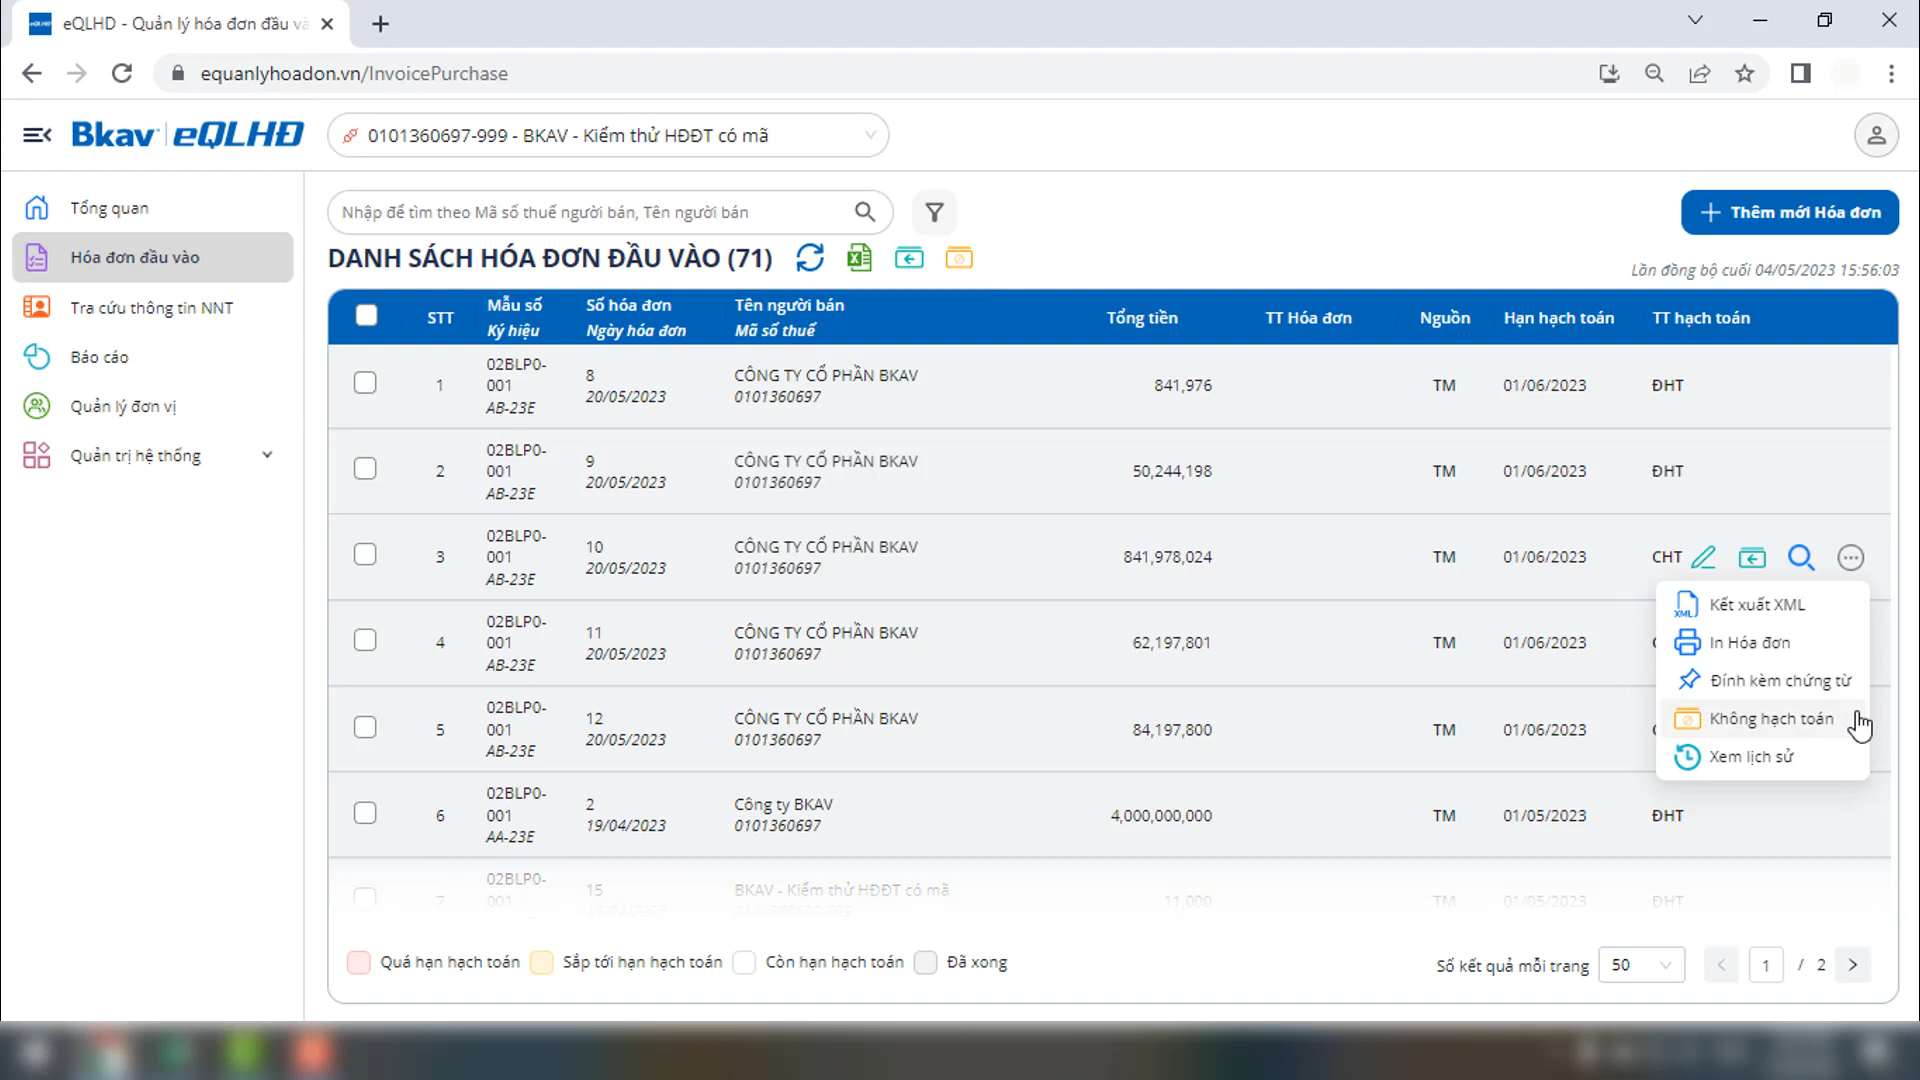 eQLHD - Quản lý hóa đơn đầu và
equanlyhoadon.vn/InvoicePurchase
Bkav eQLHD
0101360697-999 - BKAV - Kiểm thử HĐĐT có mã
Tổng quan
Hóa đơn đầu vào
Tra cứu thông tin NNT
Báo cáo
Quản lý đơn vị
Quản trị hệ thống
Nhập để tìm theo Mã số thuế người bán, Tên người bán
Thêm mới Hóa đơn
DANH SÁCH HÓA ĐƠN ĐẦU VÀO (71)
Lần đồng bộ cuối 04/05/2023 15:56:03
STT Mẫu số Số hóa đơn Tên người bán Tổng tiền TT Hóa đơn Nguồn Hạn hạch toán TT hạch toán
Ký hiệu Ngày hóa đơn Mã số thuế
02BLP0-
1 001 8 CÔNG TY CỔ PHẦN BKAV 841,976 TM 01/06/2023 ĐHT
AB-23E 20/05/2023 0101360697
02BLP0-
2 001 9 CÔNG TY CỔ PHẦN BKAV 50,244,198 TM 01/06/2023 ĐHT
AB-23E 20/05/2023 0101360697
02BLP0-
3 001 10 CÔNG TY CỔ PHẦN BKAV 841,978,024 TM 01/06/2023 CHT
AB-23E 20/05/2023 0101360697
02BLP0-
4 001 11 CÔNG TY CỔ PHẦN BKAV 62,197,801 TM 01/06/2023
AB-23E 20/05/2023 0101360697
02BLP0-
5 001 12 CÔNG TY CỔ PHẦN BKAV 84,197,800 TM 01/06/2023
AB-23E 20/05/2023 0101360697
02BLP0-
6 001 2 Công ty BKAV 4,000,000,000 TM 01/05/2023 ĐHT
AA-23E 19/04/2023 0101360697
02BLP0-
7 001 15 BKAV - Kiểm thử HĐĐT có mã 11,000 TM 01/05/2023 ĐHT
XML Kết xuất XML
In Hóa đơn
Đính kèm chứng từ
Không hạch toán
Xem lịch sử
Quá hạn hạch toán Sắp tới hạn hạch toán Còn hạn hạch toán Đã xong
Số kết quả mỗi trang 50 1 / 2